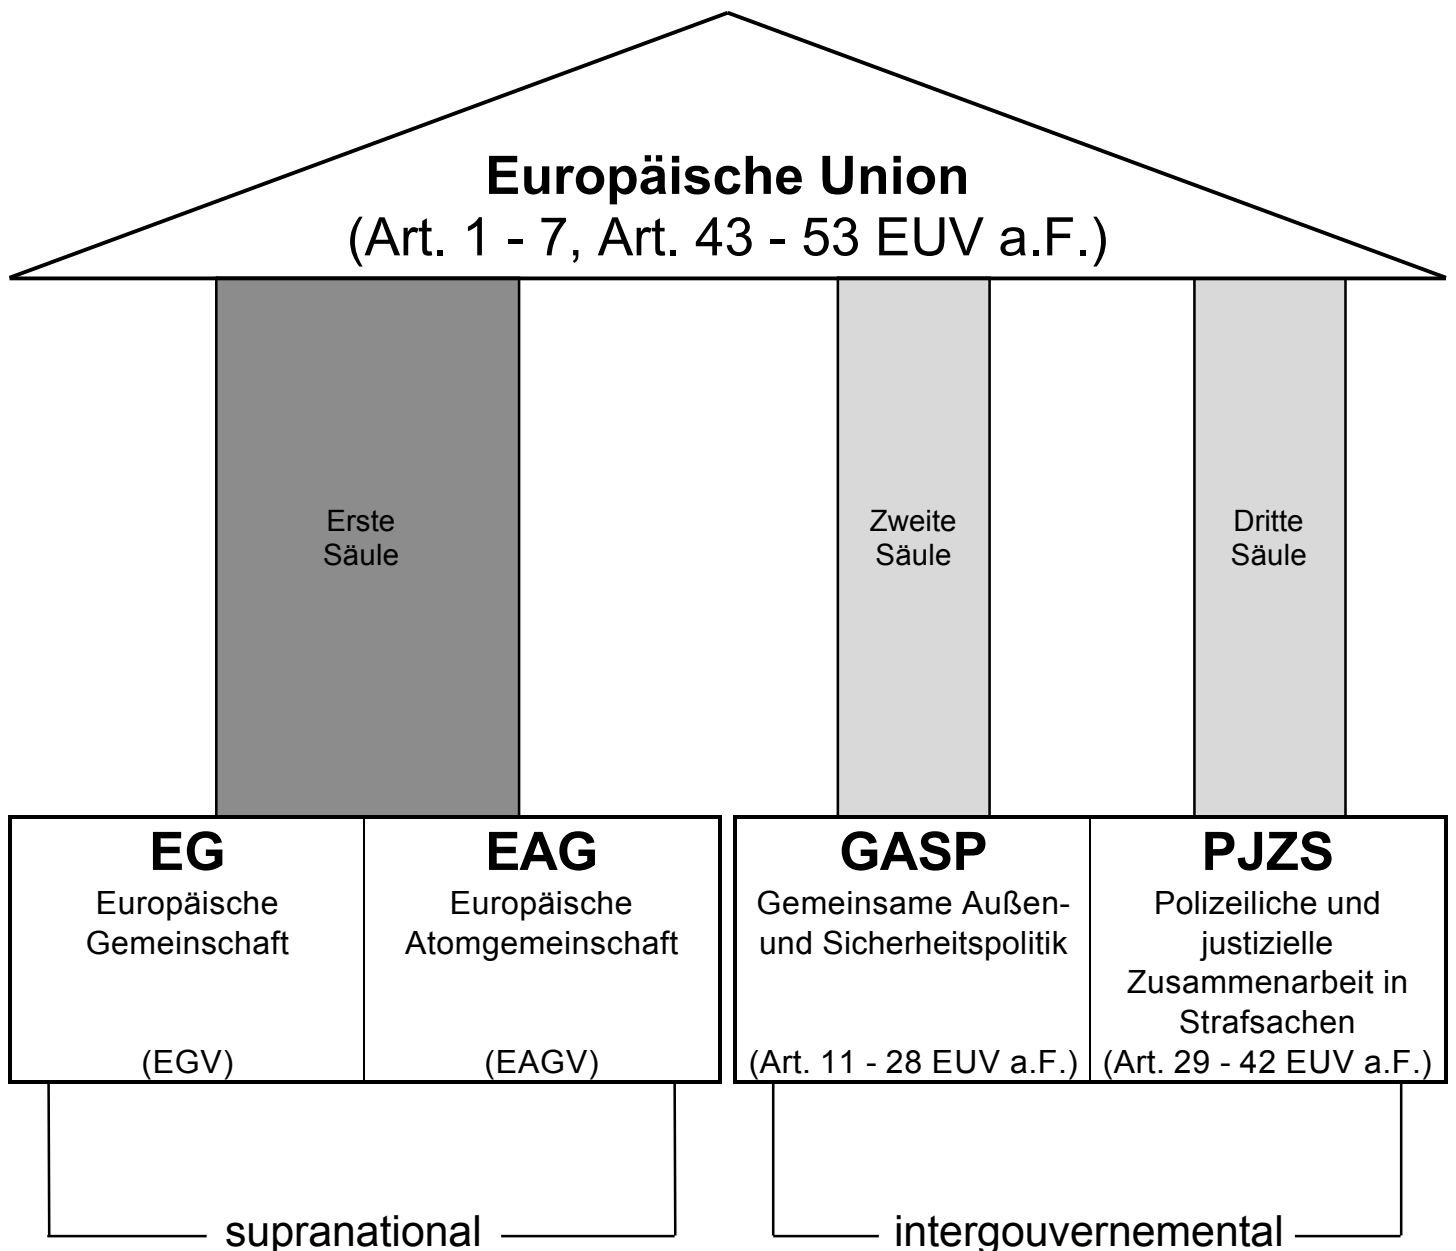 Europäische Union
(Art. 1 - 7, Art. 43 - 53 EUV a.F.)
Erste
Säule
Zweite
Säule
Dritte
Säule
EG
Europäische
Gemeinschaft
(EGV)
EAG
Europäische
Atomgemeinschaft
(EAGV)
GASP
Gemeinsame Außen-
und Sicherheitspolitik
(Art. 11 - 28 EUV a.F.)
PJZS
Polizeiliche und
justizielle
Zusammenarbeit in
Strafsachen
(Art. 29 - 42 EUV a.F.)
supranational
intergouvernemental